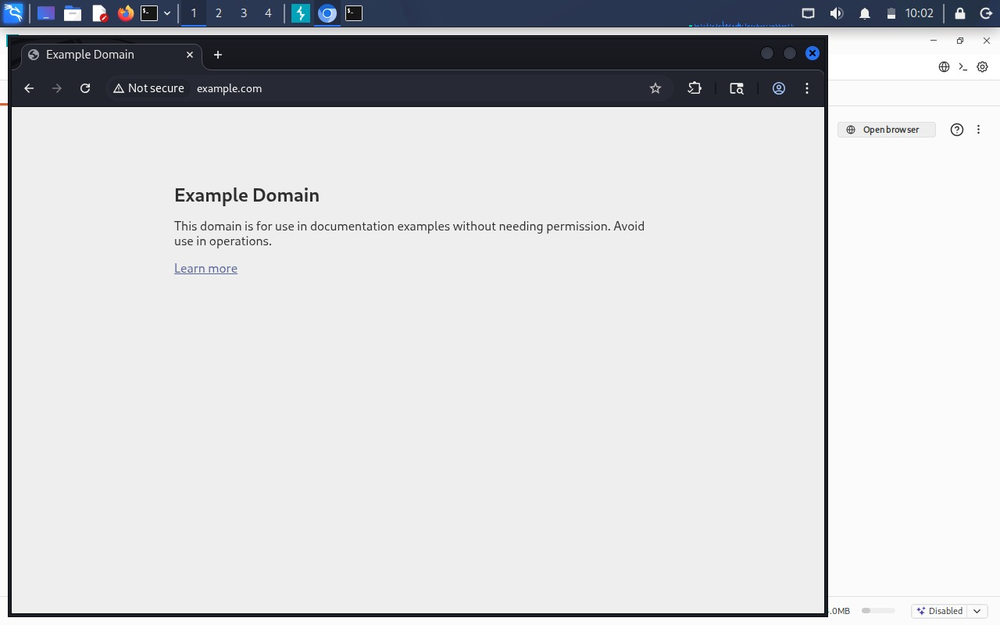 1 2 3 4 10:02
Example Domain
Not secure example.com
Open browser
Example Domain
This domain is for use in documentation examples without needing permission. Avoid
use in operations.
Learn more
.0MB Disabled